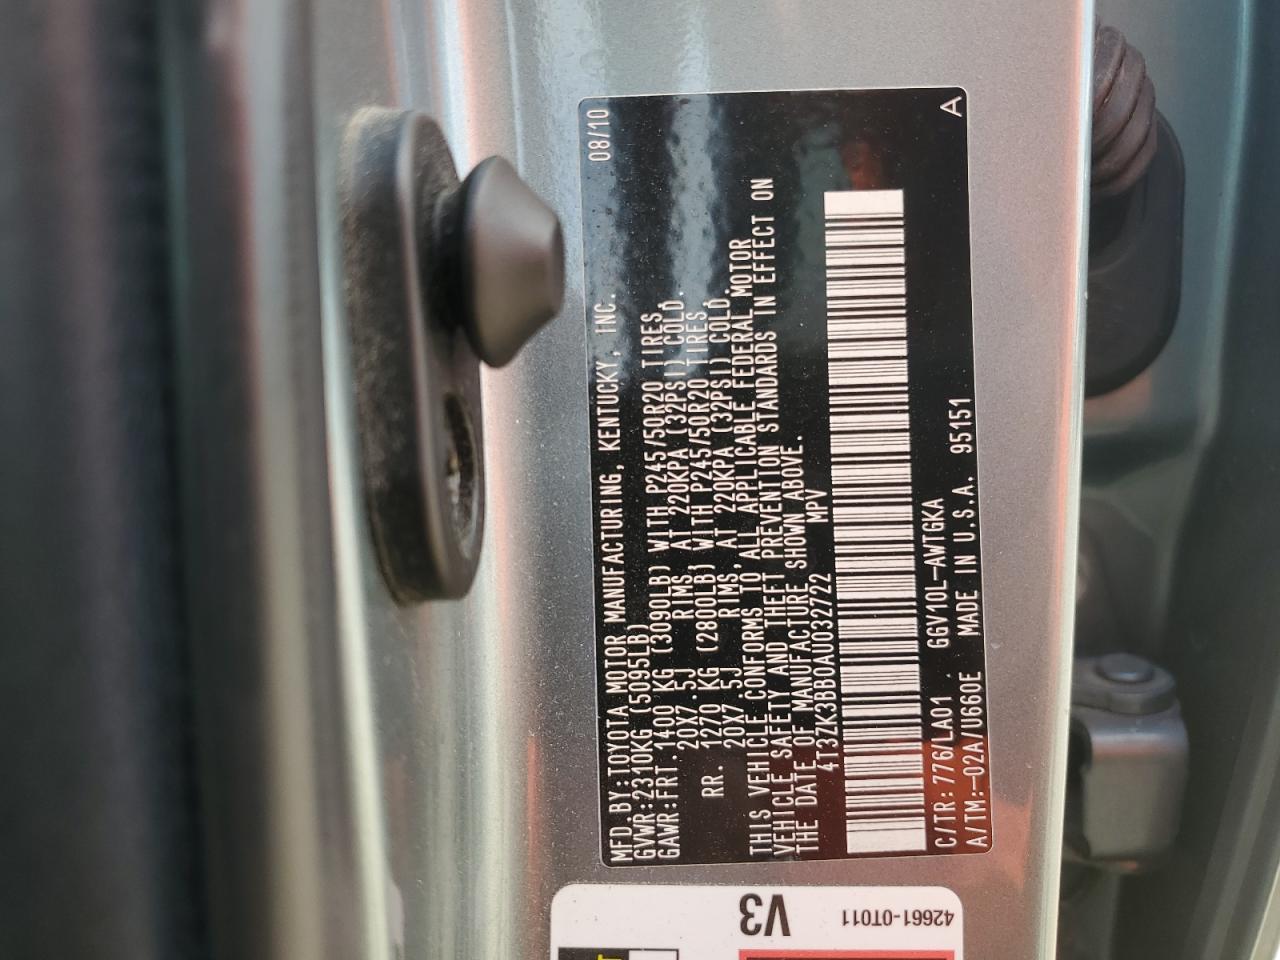 MFD.BY:TOYOTA MOTOR MANUFACTURING, KENTUCKY, INC. 08/10
GVWR:2310KG (5095LB)
GAWR:FRT.1400 KG (3090LB) WITH P245/50R20 TIRES,
20X7.5J RIMS, AT 220KPA (32PSI) COLD.
RR. 1270 KG (2800LB) WITH P245/50R20 TIRES,
20X7.5J RIMS, AT 220KPA (32PSI) COLD.
THIS VEHICLE CONFORMS TO ALL APPLICABLE FEDERAL MOTOR
VEHICLE SAFETY AND THEFT PREVENTION STANDARDS IN EFFECT ON
THE DATE OF MANUFACTURE SHOWN ABOVE.
4T3ZK3BB0AU032722 MPV
C/TR:776/LA01 GGV10L-AWTGKA
A/TM:-02A/U660E MADE IN U.S.A. 95151 A
V3
42661-0T011